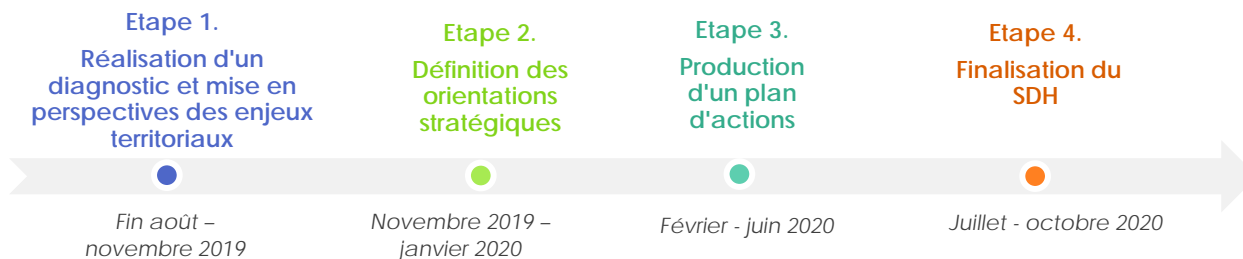 Etape 1.
Réalisation d'un
diagnostic et mise en
perspectives des enjeux
territoriaux
Fin août –
novembre 2019
Etape 2.
Définition des
orientations
stratégiques
Novembre 2019 –
janvier 2020
Etape 3.
Production
d'un plan
d'actions
Février - juin 2020
Etape 4.
Finalisation du
SDH
Juillet - octobre 2020